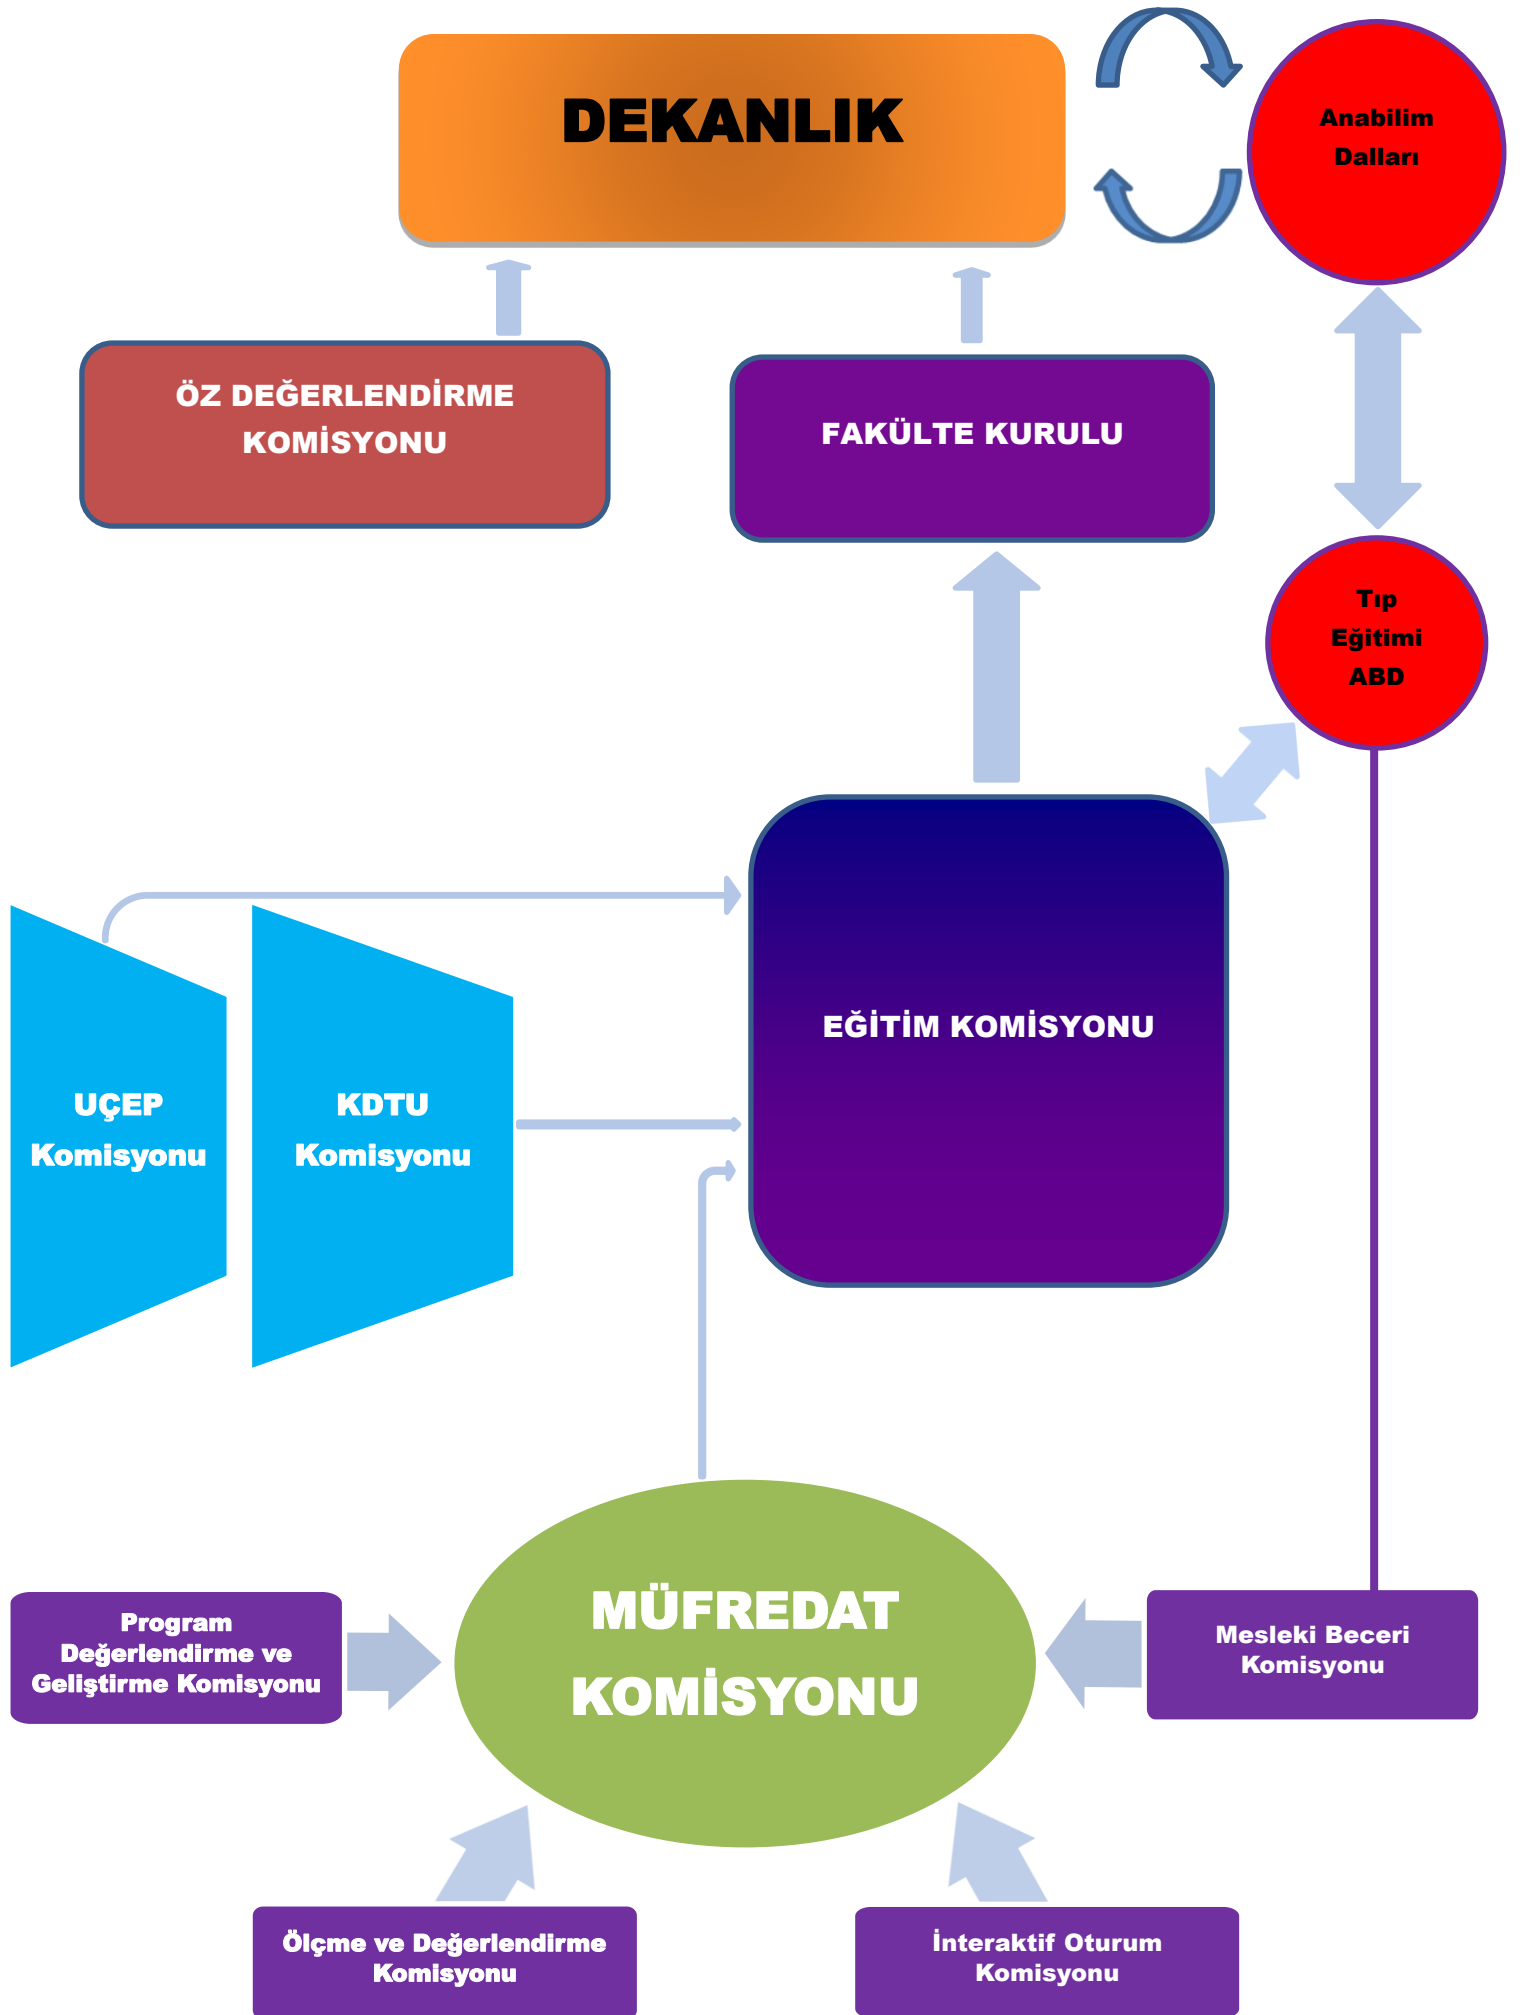 DEKANLIK
Anabilim
Dalları
ÖZ DEĞERLENDİRME
KOMİSYONU
FAKÜLTE KURULU
Tıp
Eğitimi
ABD
EĞİTİM KOMİSYONU
UÇEP
Komisyonu
KDTU
Komisyonu
MÜFREDAT
KOMİSYONU
Program
Değerlendirme ve
Geliştirme Komisyonu
Mesleki Beceri
Komisyonu
Ölçme ve Değerlendirme
Komisyonu
İnteraktif Oturum
Komisyonu